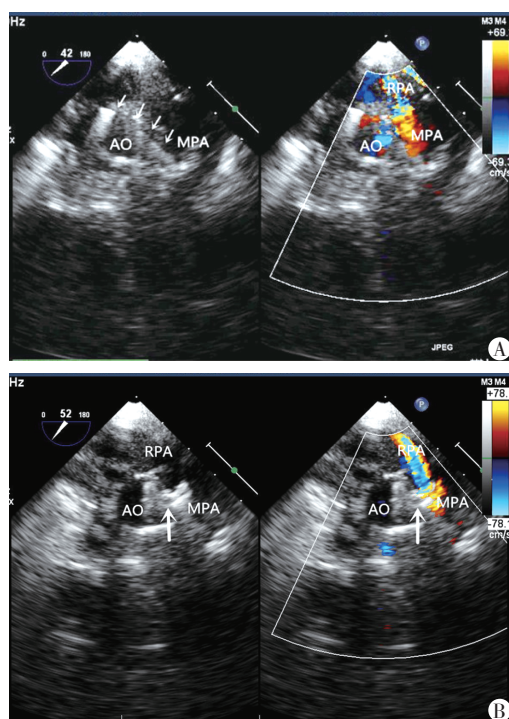 Hz
0 42 180
AO
MPA
M3 M4
+69.
P
RPA
AO
MPA
-69.3
cm/s
JPEG
A
Hz
0 52 180
RPA
AO
MPA
M3 M4
+78.
P
RPA
AO
MPA
-78.
cm/s
B